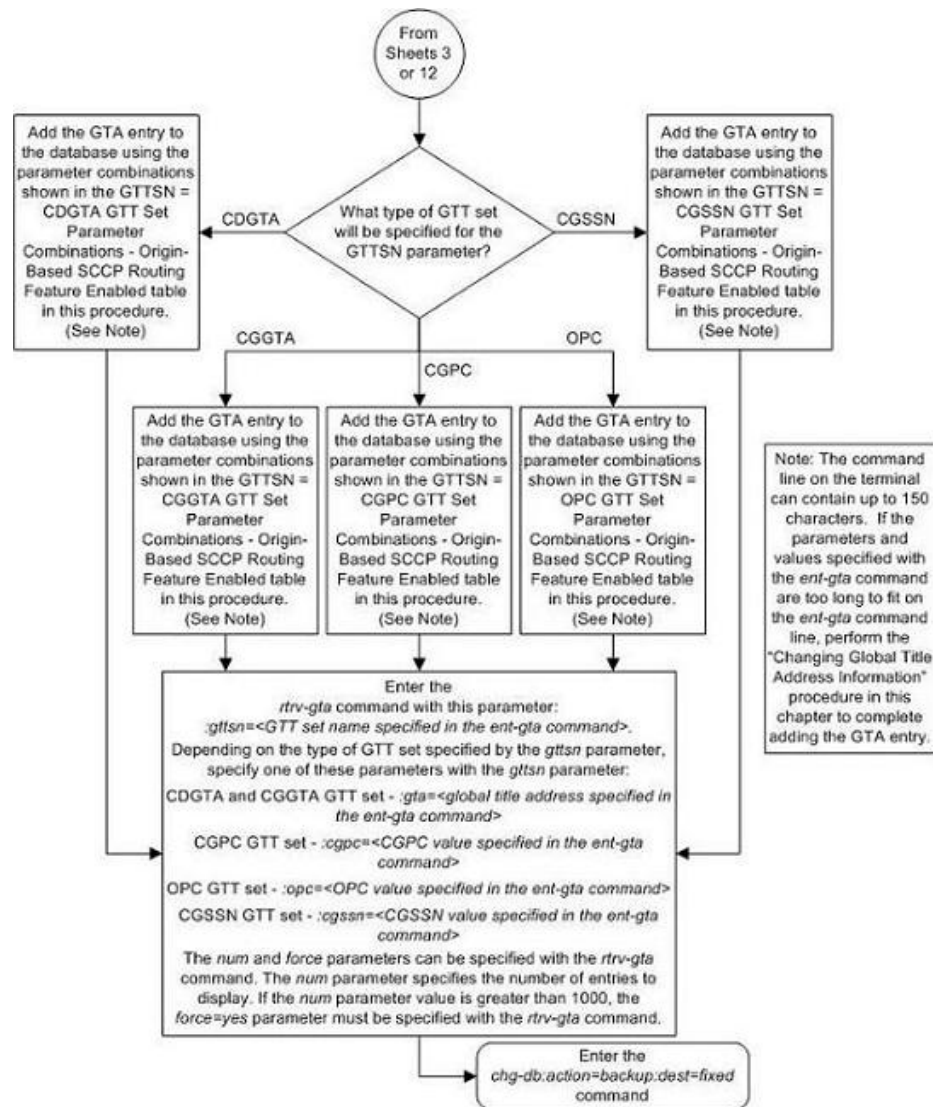 From
Sheets 3
or 12
Add the GTA entry to
the database using the
parameter combinations
shown in the GTTSN =
CDGTA GTT Set
Parameter
Combinations - Origin-
Based SCCP Routing
Feature Enabled table
in this procedure.
(See Note)
CDGTA
What type of GTT set
will be specified for the
GTTSN parameter?
CGSSN
Add the GTA entry to
the database using the
parameter combinations
shown in the GTTSN =
CGSSN GTT Set
Parameter
Combinations - Origin-
Based SCCP Routing
Feature Enabled table
in this procedure.
(See Note)
CGGTA
CGPC
OPC
Add the GTA entry to
the database using the
parameter combinations
shown in the GTTSN =
CGGTA GTT Set
Parameter
Combinations - Origin-
Based SCCP Routing
Feature Enabled table
in this procedure.
(See Note)
Add the GTA entry to
the database using the
parameter combinations
shown in the GTTSN =
CGPC GTT Set
Parameter
Combinations - Origin-
Based SCCP Routing
Feature Enabled table
in this procedure.
(See Note)
Add the GTA entry to
the database using the
parameter combinations
shown in the GTTSN =
OPC GTT Set
Parameter
Combinations - Origin-
Based SCCP Routing
Feature Enabled table
in this procedure.
(See Note)
Note: The command
line on the terminal
can contain up to 150
characters. If the
parameters and
values specified with
the ent-gta command
are too long to fit on
the ent-gta command
line, perform the
"Changing Global Title
Address Information"
procedure in this
chapter to complete
adding the GTA entry.
Enter the
rtrv-gta command with this parameter:
:gttsn=<GTT set name specified in the ent-gta command>.
Depending on the type of GTT set specified by the gttsn parameter,
specify one of these parameters with the gttsn parameter:
CDGTA and CGGTA GTT set - :gta=<global title address specified in
the ent-gta command>
CGPC GTT set - :cgpc=<CGPC value specified in the ent-gta
command>
OPC GTT set - :opc=<OPC value specified in the ent-gta command>
CGSSN GTT set - :cgssn=<CGSSN value specified in the ent-gta
command>
The num and force parameters can be specified with the rtrv-gta
command. The num parameter specifies the number of entries to
display. If the num parameter value is greater than 1000, the
force=yes parameter must be specified with the rtrv-gta command.
Enter the
chg-db:action=backup:dest=fixed
command